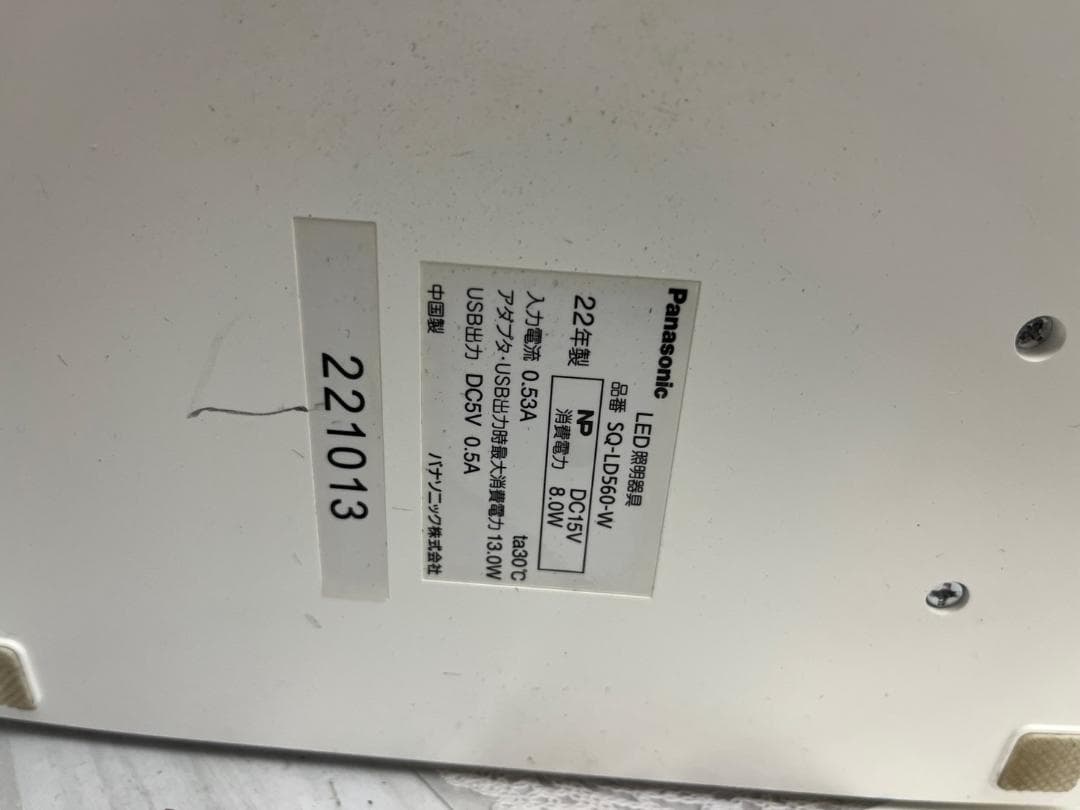 Panasonic LED照明器具
品番 SQ-LD560-W
22年製
NP DC15V
消費電力 8.0W
入力電流 0.53A ta30℃
アダプタ・USB出力時最大消費電力13.0W
USB出力 DC5V 0.5A
中国製 パナソニック株式会社
221013